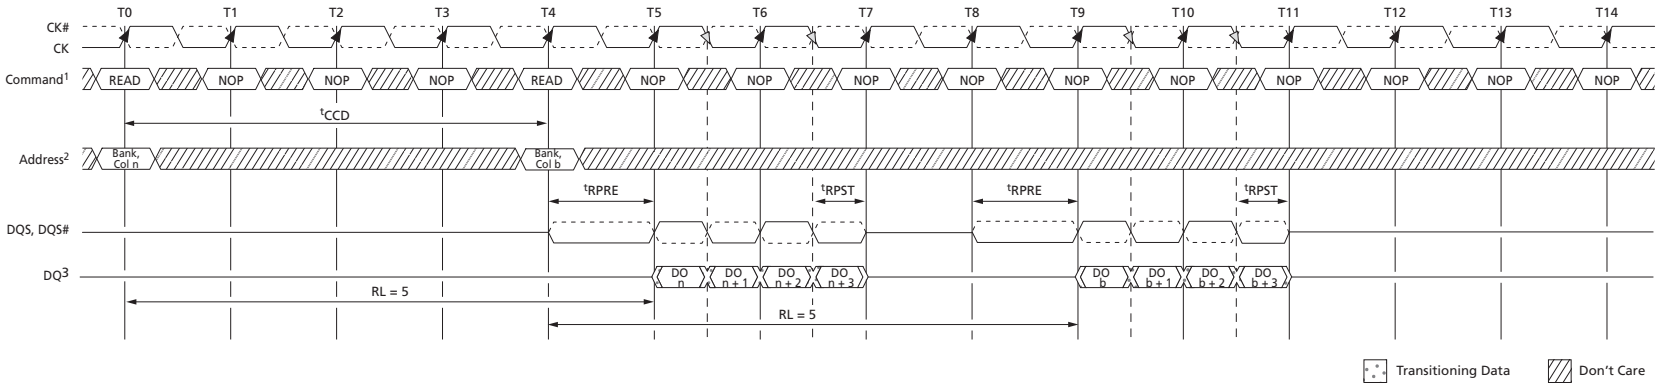 T0 T1 T2 T3 T4 T5 T6 T7 T8 T9 T10 T11 T12 T13 T14
CK#
CK
Command1 READ NOP NOP NOP READ NOP NOP NOP NOP NOP NOP NOP NOP NOP NOP
tCCD
Address2 Bank, Col n Bank, Col b
tRPRE tRPST tRPRE tRPST
DQS, DQS#
DQ3 DO n DO n + 1 DO n + 2 DO n + 3 DO b DO b + 1 DO b + 2 DO b + 3
RL = 5
RL = 5
Transitioning Data Don't Care